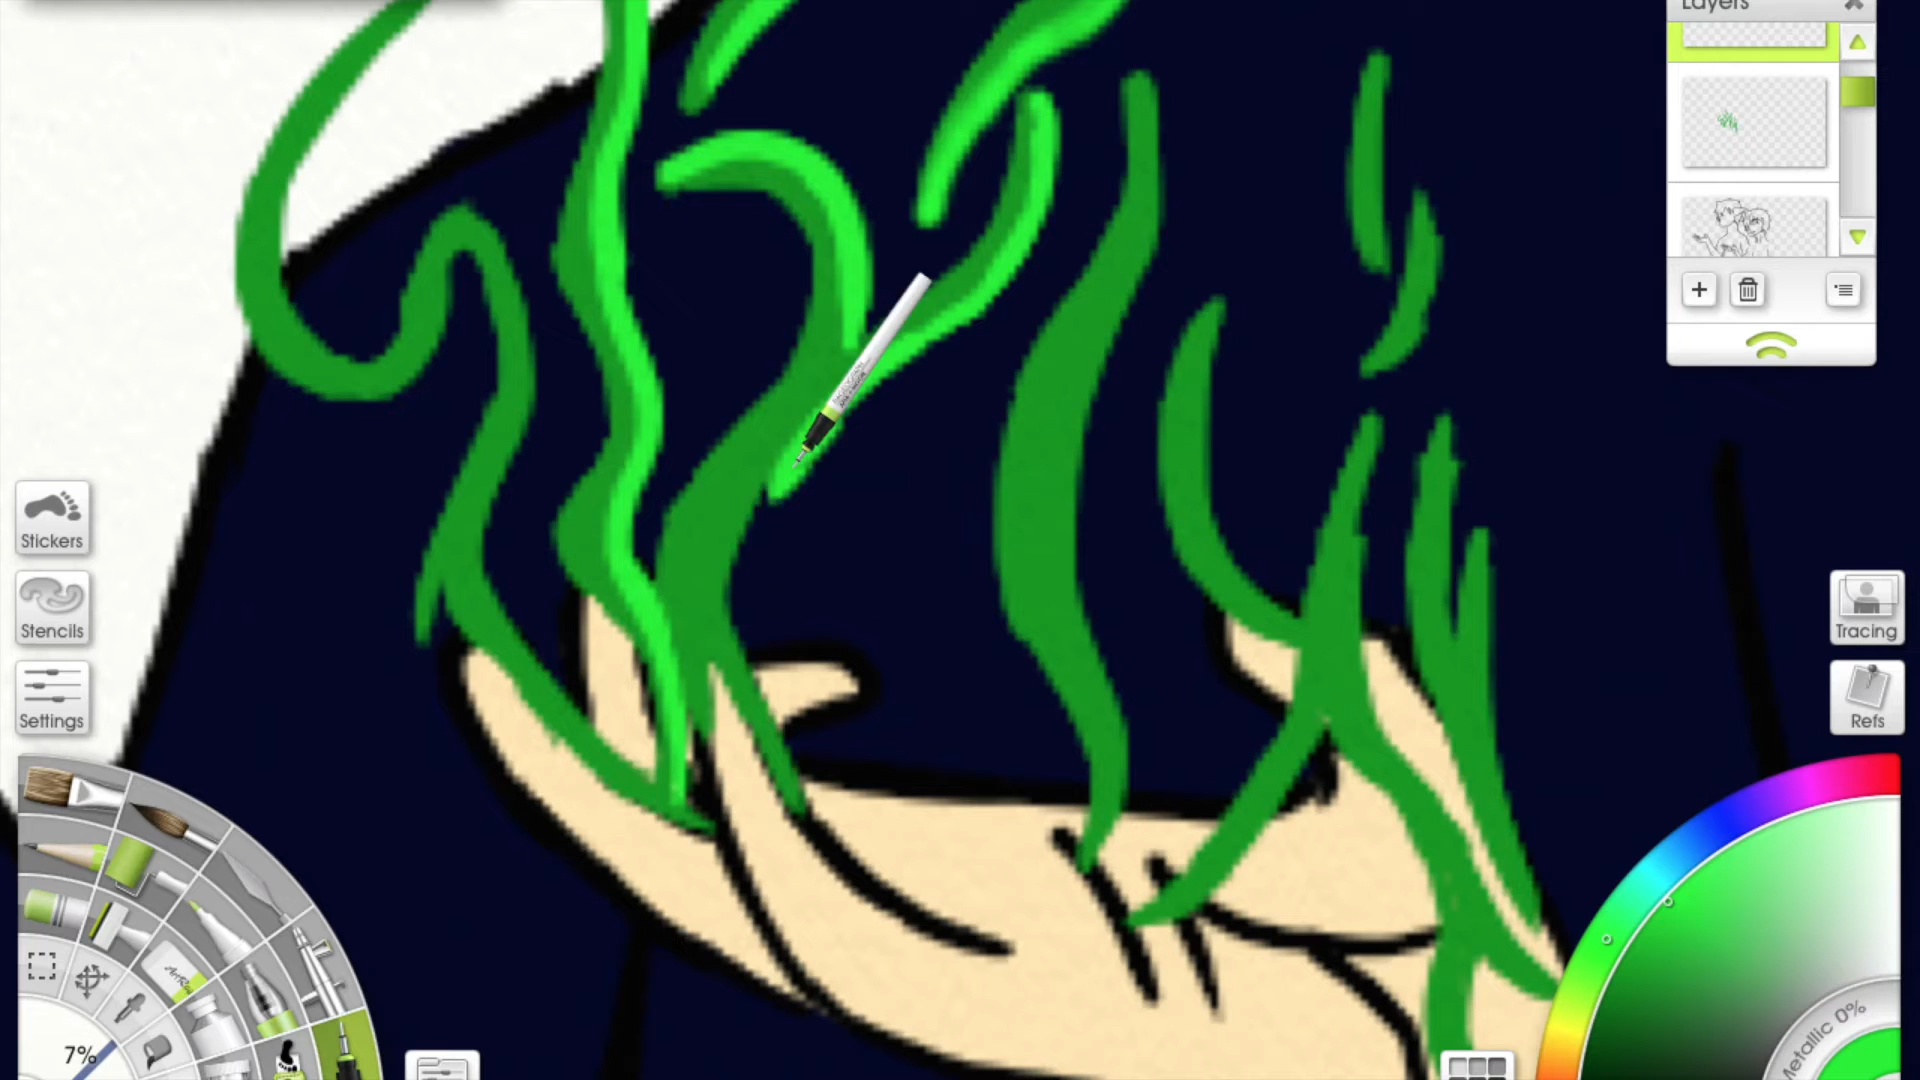 Layers
Stickers
Stencils
Settings
Tracing
Refs
7%
Metallic 0%